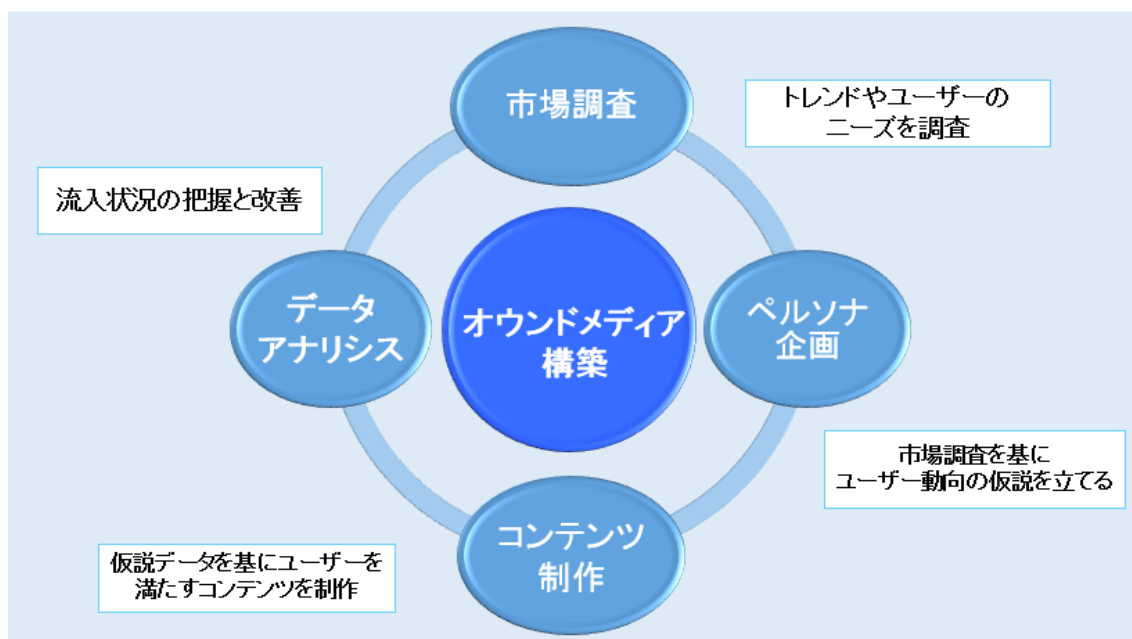 市場調査
トレンドやユーザーの
ニーズを調査
流入状況の把握と改善
データ
アナリシス
オウンドメディア
構築
ペルソナ
企画
市場調査を基に
ユーザー動向の仮説を立てる
コンテンツ
制作
仮説データを基にユーザーを
満たすコンテンツを制作